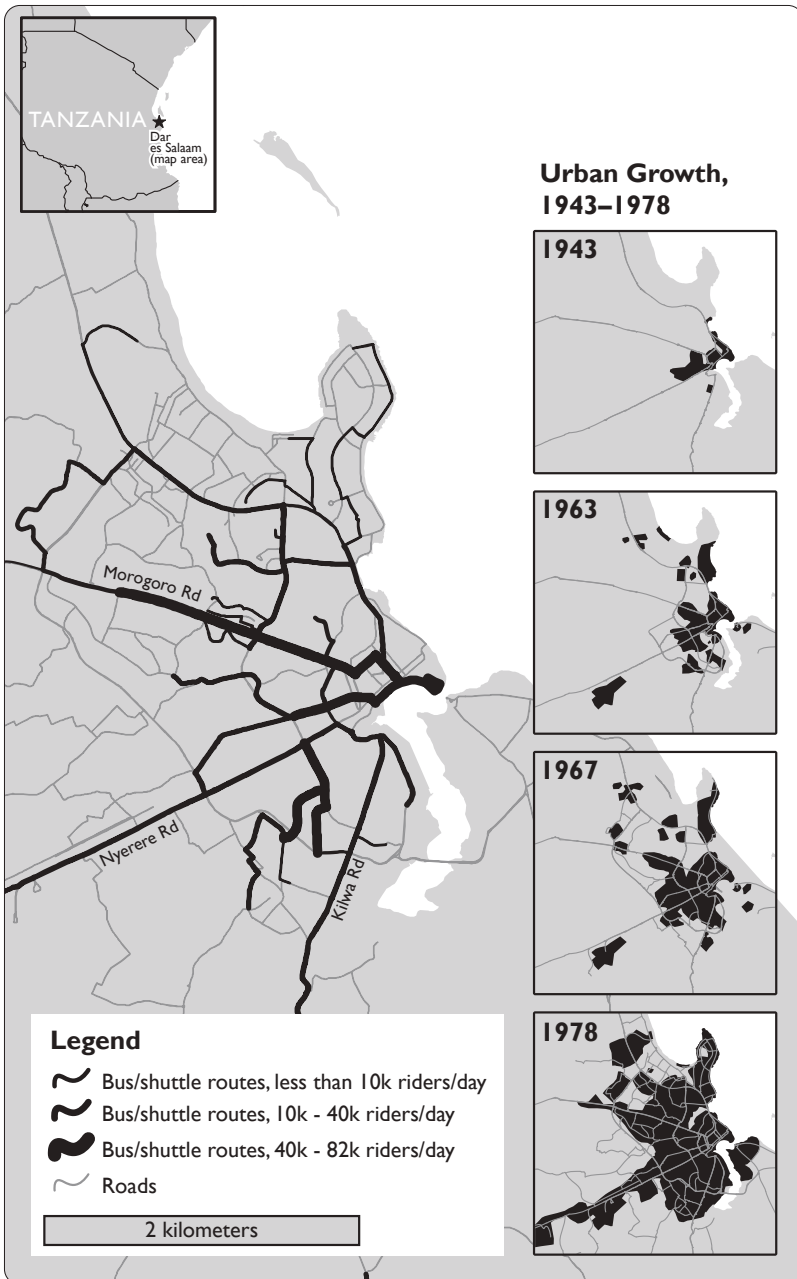 TANZANIA
Dar
es Salaam
(map area)
Urban Growth,
1943–1978
1943
1963
1967
1978
Morogoro Rd
Nyerere Rd
Kilwa Rd
Legend
Bus/shuttle routes, less than 10k riders/day
Bus/shuttle routes, 10k - 40k riders/day
Bus/shuttle routes, 40k - 82k riders/day
Roads
2 kilometers